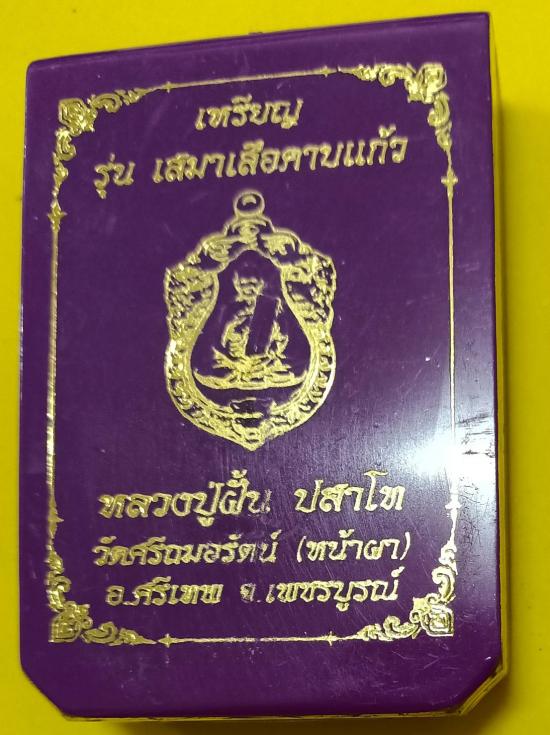 เหรียญ
รุ่น เสมาเสือคาบแก้ว
หลวงปู่ฝั้น ปสาโท
วัดศรีถมอรัตน์ (หน้าผา)
อ.ศรีเทพ จ.เพชรบูรณ์